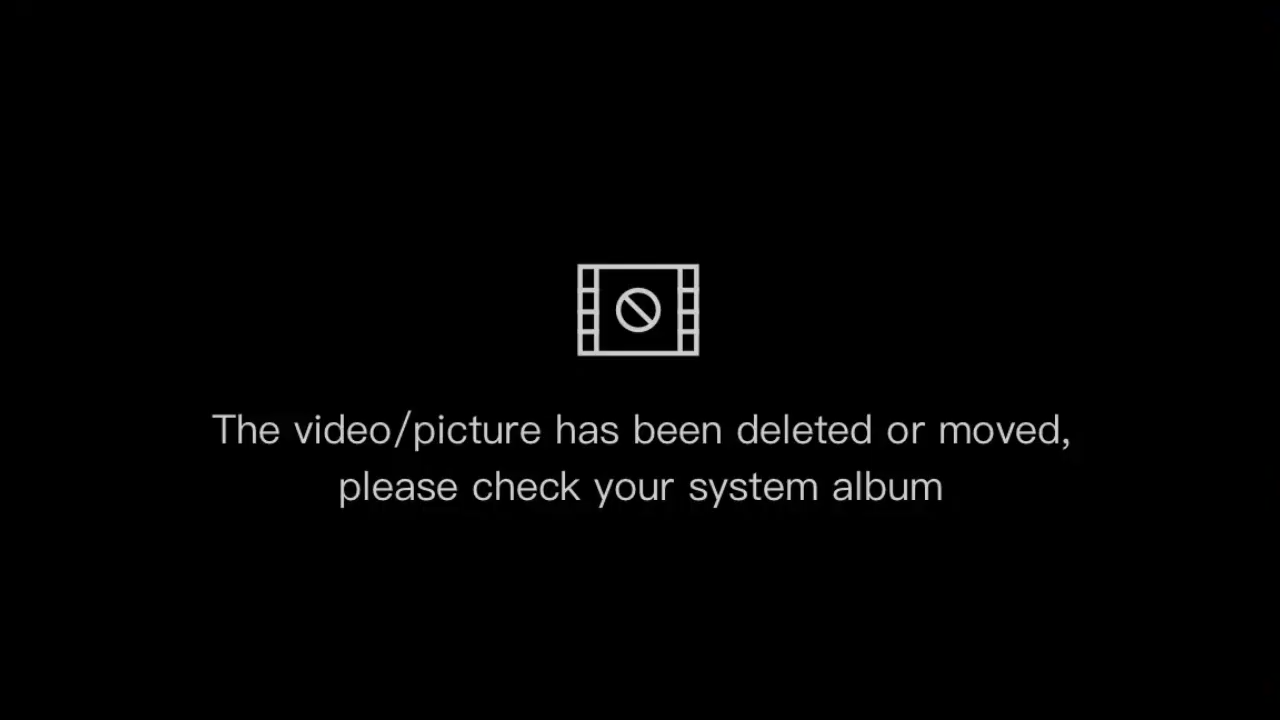 The video/picture has been deleted or moved,
please check your system album